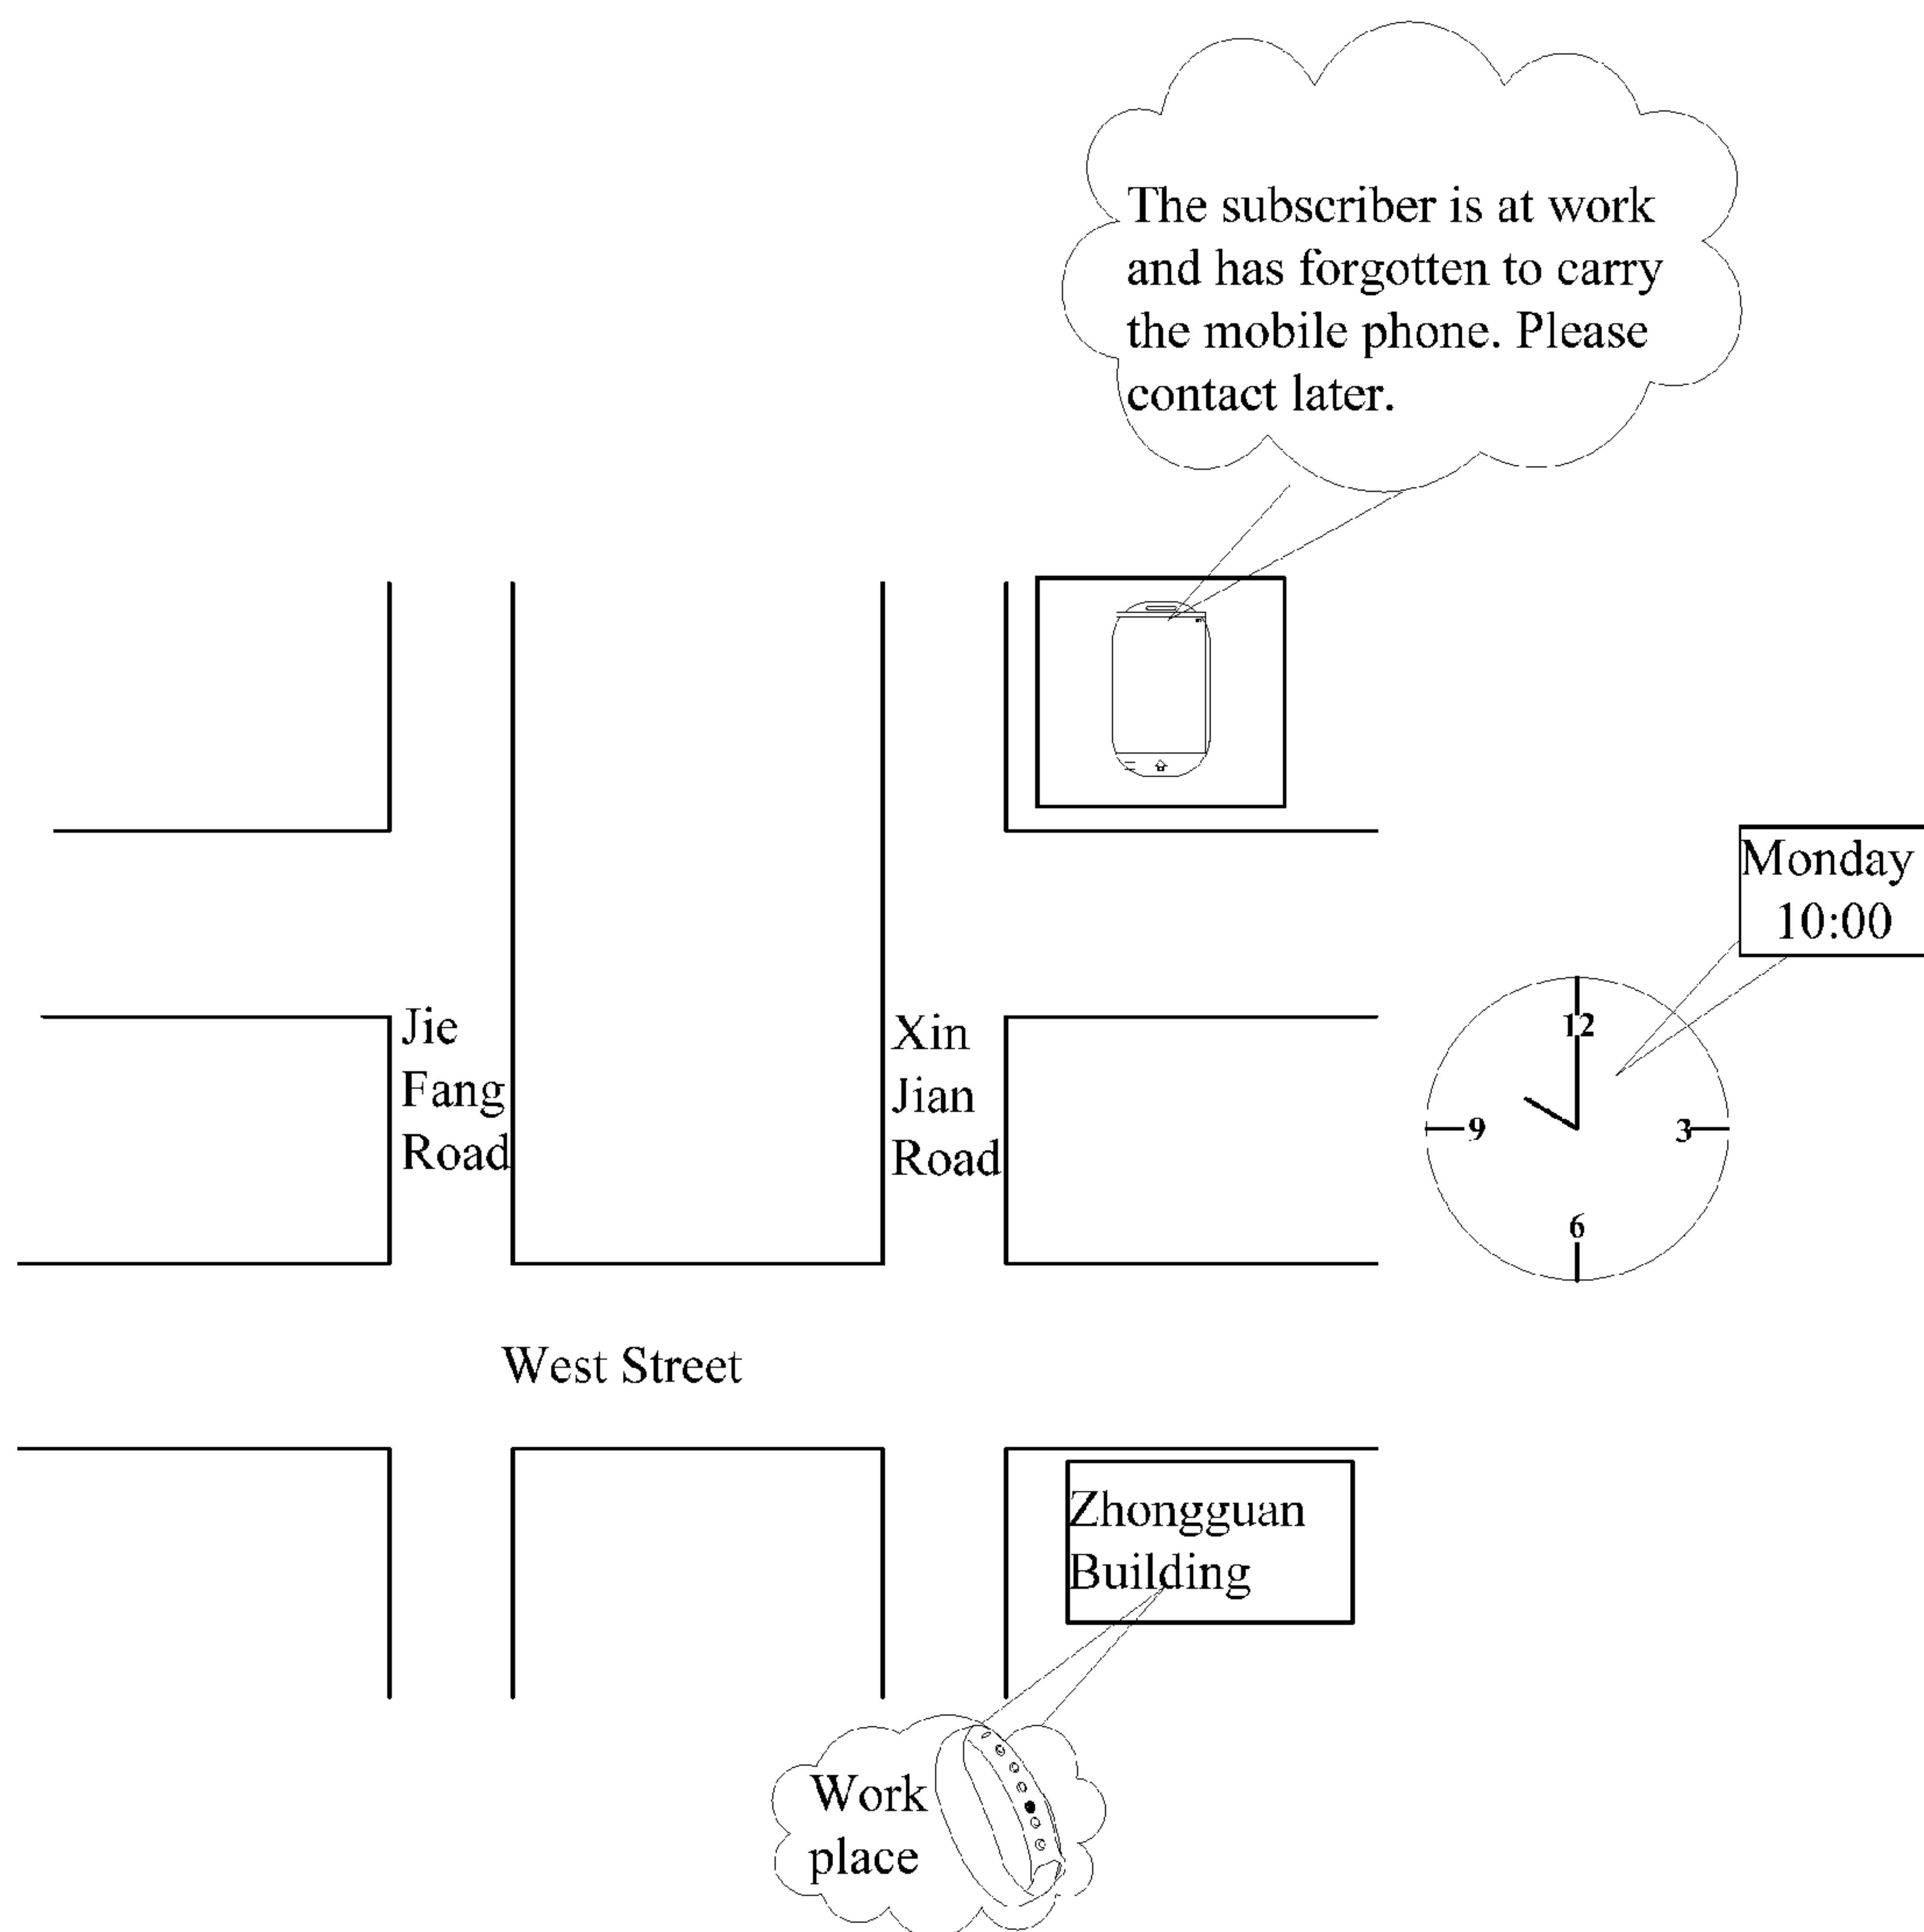 The subscriber is at work
and has forgotten to carry
the mobile phone. Please
contact later.
Monday
10:00
Jie
Fang
Road
Xin
Jian
Road
12
9
3
6
West Street
Zhongguan
Building
Work
place